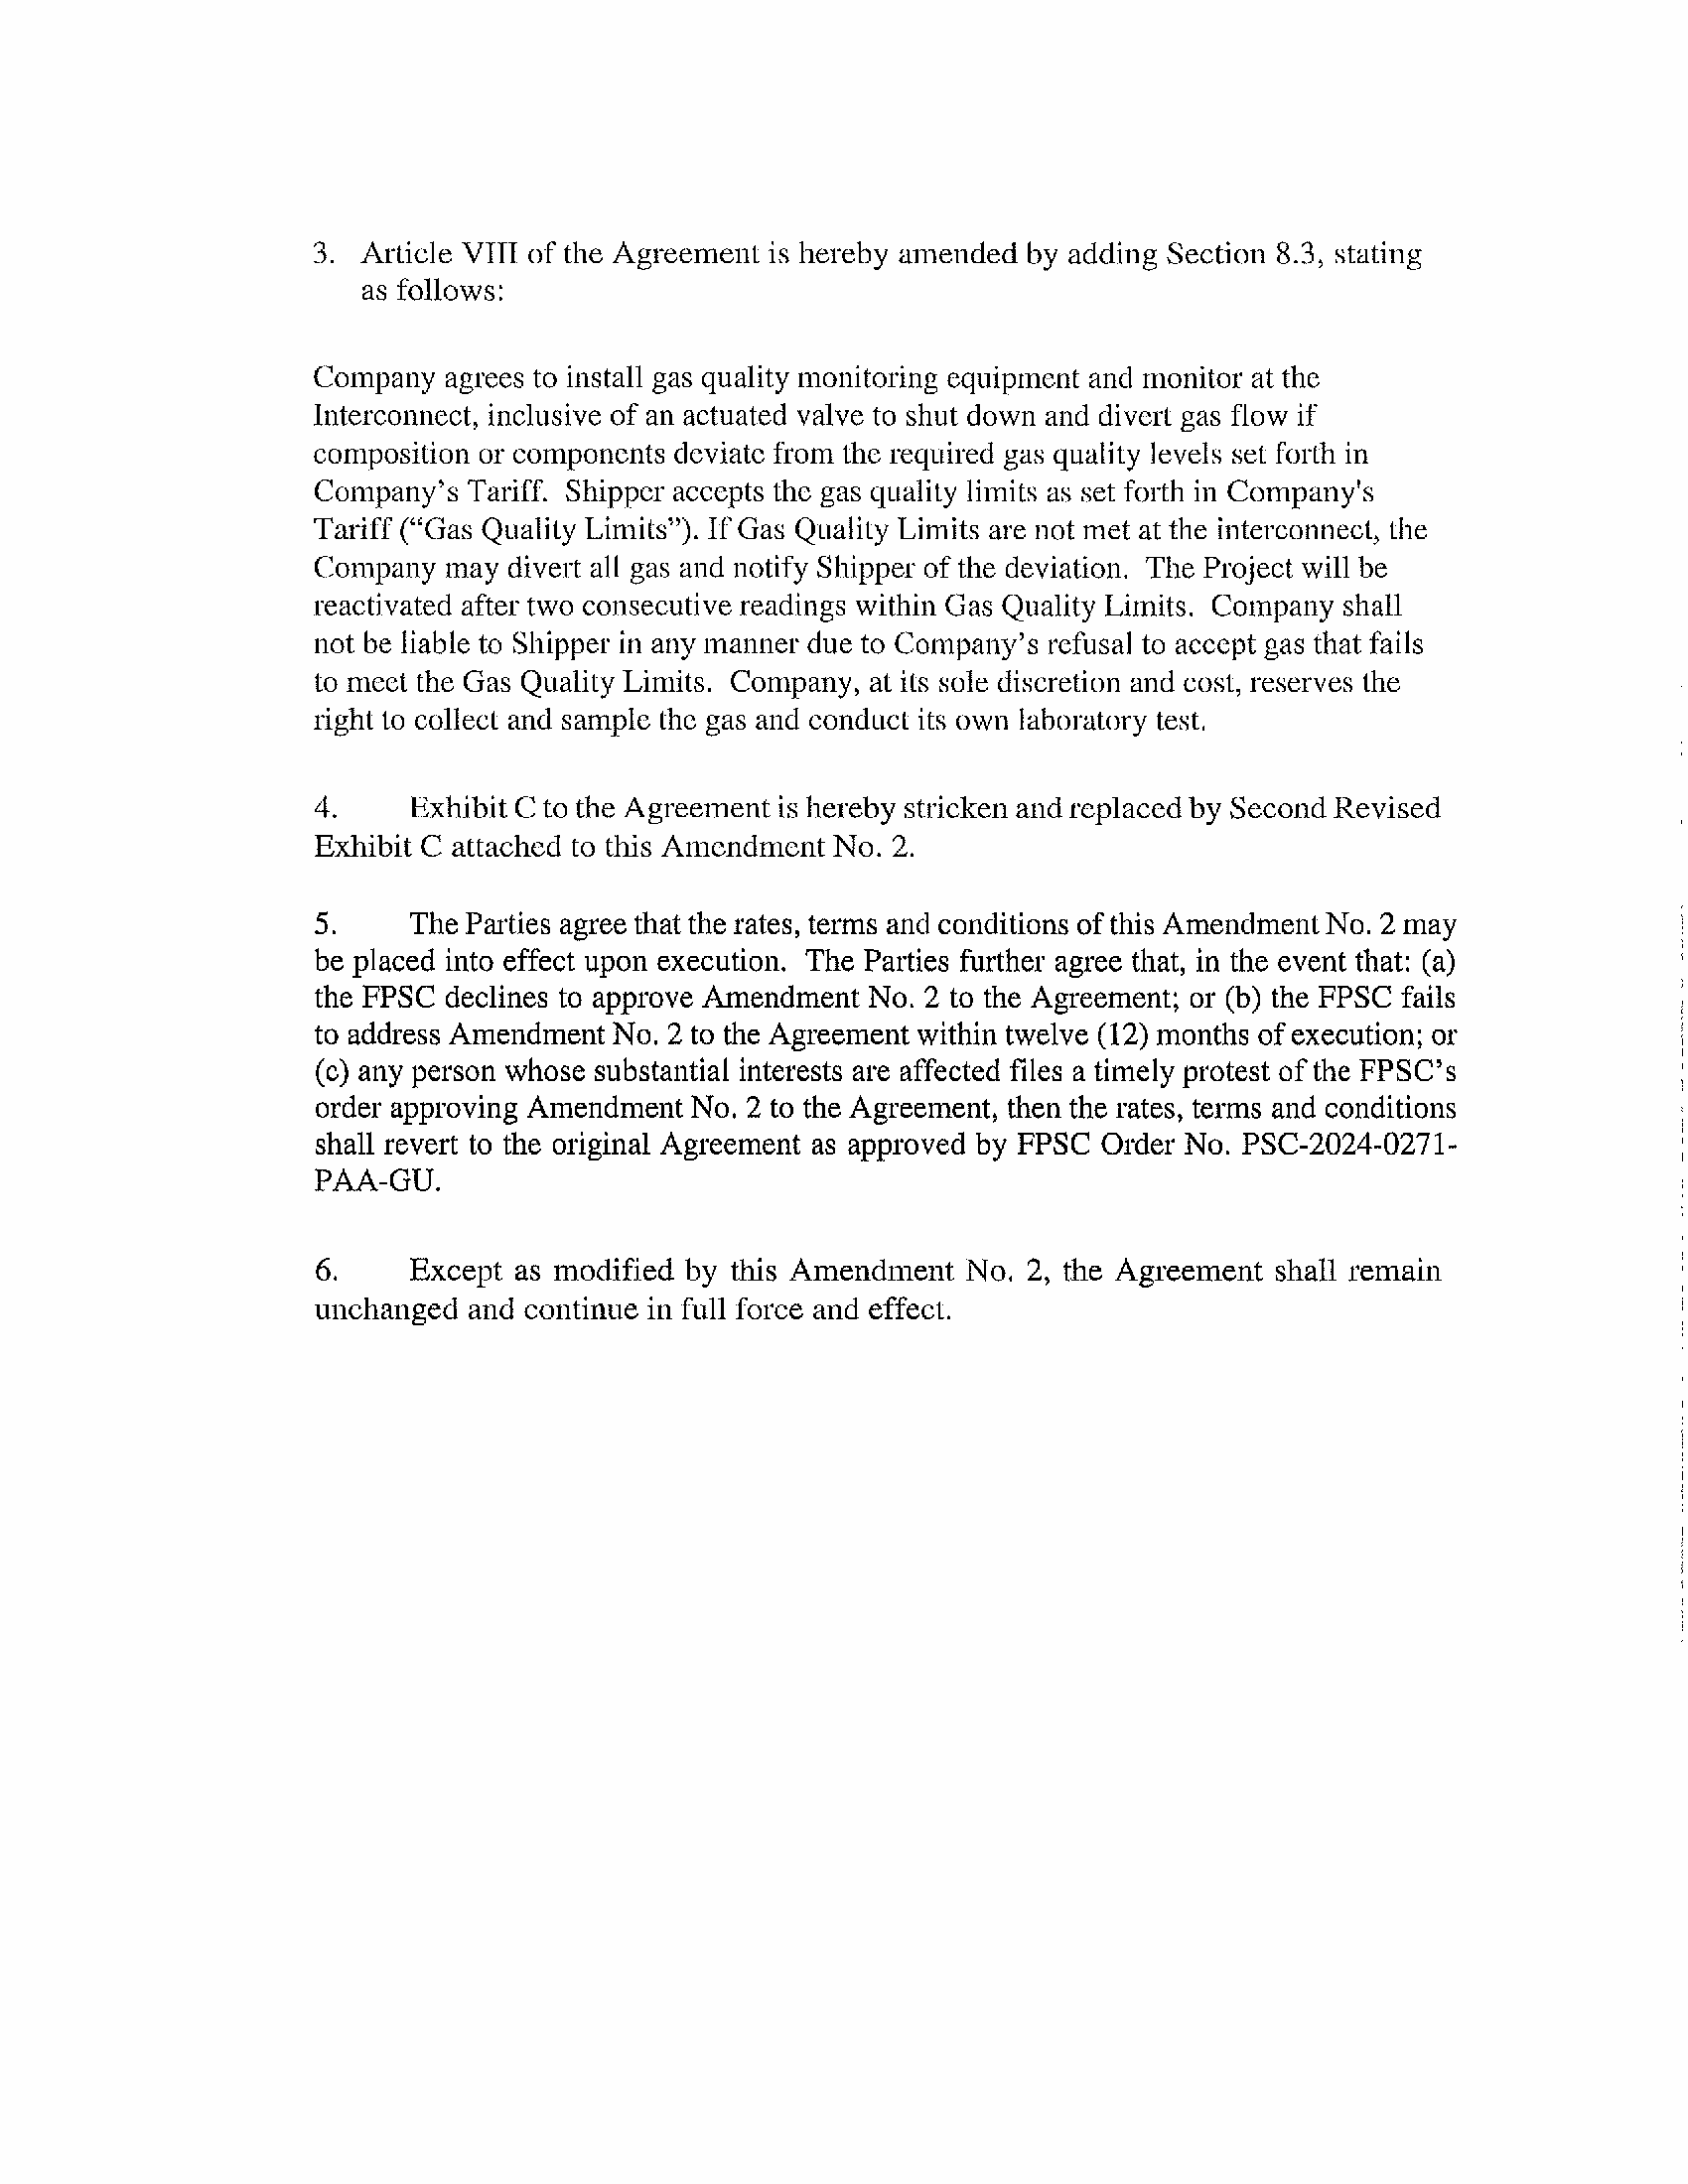 3. Article VIII of the Agreement is hereby amended by adding Section 8.3, stating
as follows:
Company agrees to install gas quality monitoring equipment and monitor at the
Interconnect, inclusive of an actuated valve to shut down and divert gas flow if
composition or components deviate from the required gas quality levels set forth in
Company’s Tariff. Shipper accepts the gas quality limits as set forth in Company's
Tariff (“Gas Quality Limits”). If Gas Quality Limits are not met at the interconnect, the
Company may divert all gas and notify Shipper of the deviation. The Project will be
reactivated after two consecutive readings within Gas Quality Limits. Company shall
not be liable to Shipper in any manner due to Company’s refusal to accept gas that fails
to meet the Gas Quality Limits. Company, at its sole discretion and cost, reserves the
right to collect and sample the gas and conduct its own laboratory test.
4. Exhibit C to the Agreement is hereby stricken and replaced by Second Revised
Exhibit C attached to this Amendment No. 2.
5. The Parties agree that the rates, terms and conditions of this Amendment No. 2 may
be placed into effect upon execution. The Parties further agree that, in the event that: (a)
the FPSC declines to approve Amendment No. 2 to the Agreement; or (b) the FPSC fails
to address Amendment No. 2 to the Agreement within twelve (12) months of execution; or
(c) any person whose substantial interests are affected files a timely protest of the FPSC’s
order approving Amendment No. 2 to the Agreement, then the rates, terms and conditions
shall revert to the original Agreement as approved by FPSC Order No. PSC-2024-0271-
PAA-GU.
6. Except as modified by this Amendment No. 2, the Agreement shall remain
unchanged and continue in full force and effect.